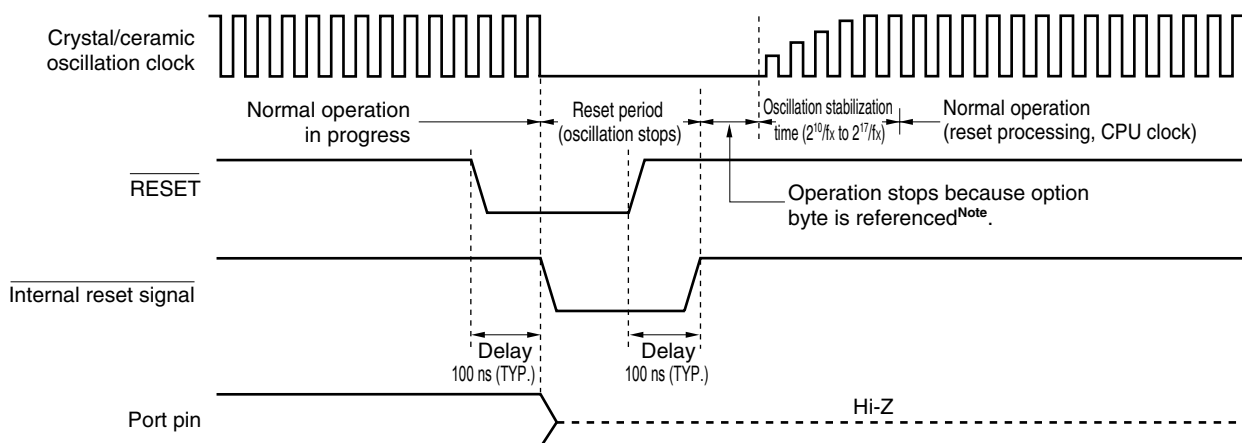 Crystal/ceramic
oscillation clock
Normal operation
in progress
Reset period
(oscillation stops)
Oscillation stabilization
time (2¹⁰/fx to 2¹⁷/fx)
Normal operation
(reset processing, CPU clock)
RESET
Operation stops because option
byte is referencedNote.
Internal reset signal
Delay
100 ns (TYP.)
Delay
100 ns (TYP.)
Port pin
Hi-Z